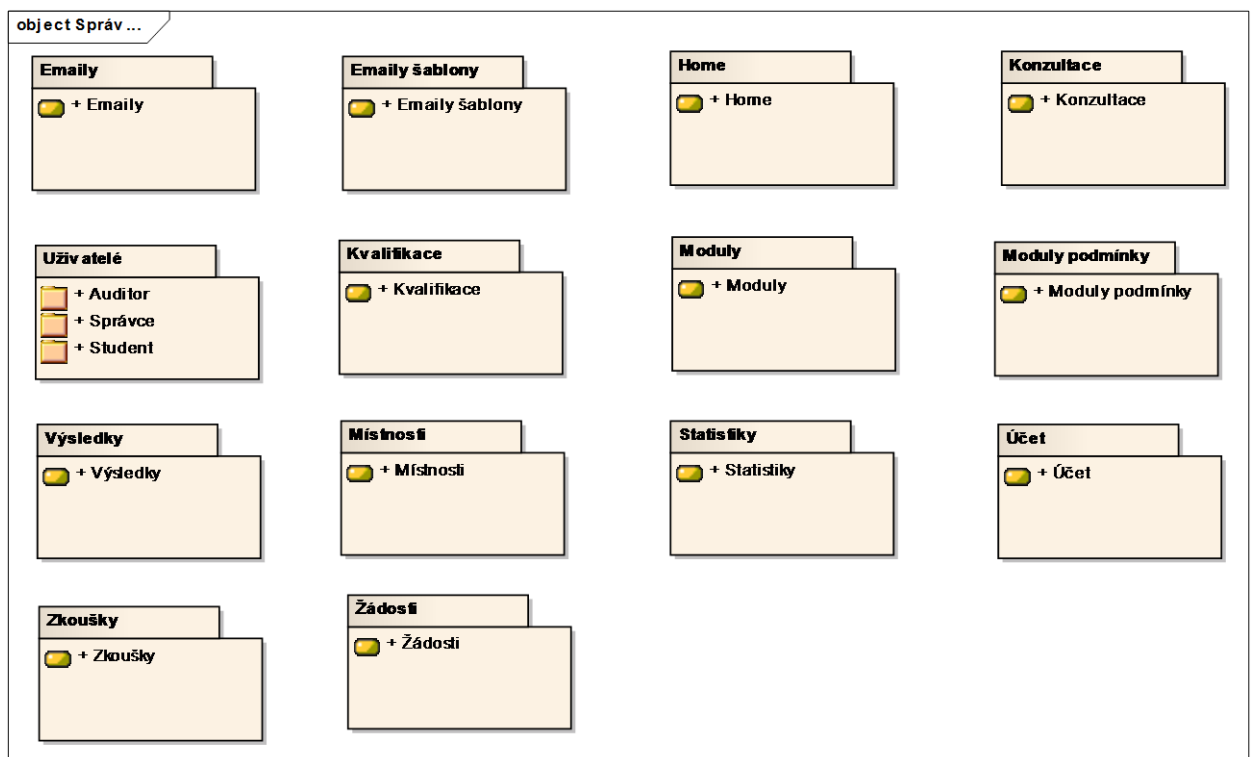 object Správ ...
Emaily
+ Emaily
Emaily šablony
+ Emaily šablony
Home
+ Home
Konzultace
+ Konzultace
Uživatelé
+ Auditor
+ Správce
+ Student
Kvalifikace
+ Kvalifikace
Moduly
+ Moduly
Moduly podmínky
+ Moduly podmínky
Výsledky
+ Výsledky
Místnosti
+ Místnosti
Statistiky
+ Statistiky
Účet
+ Účet
Zkoušky
+ Zkoušky
Žádosti
+ Žádosti